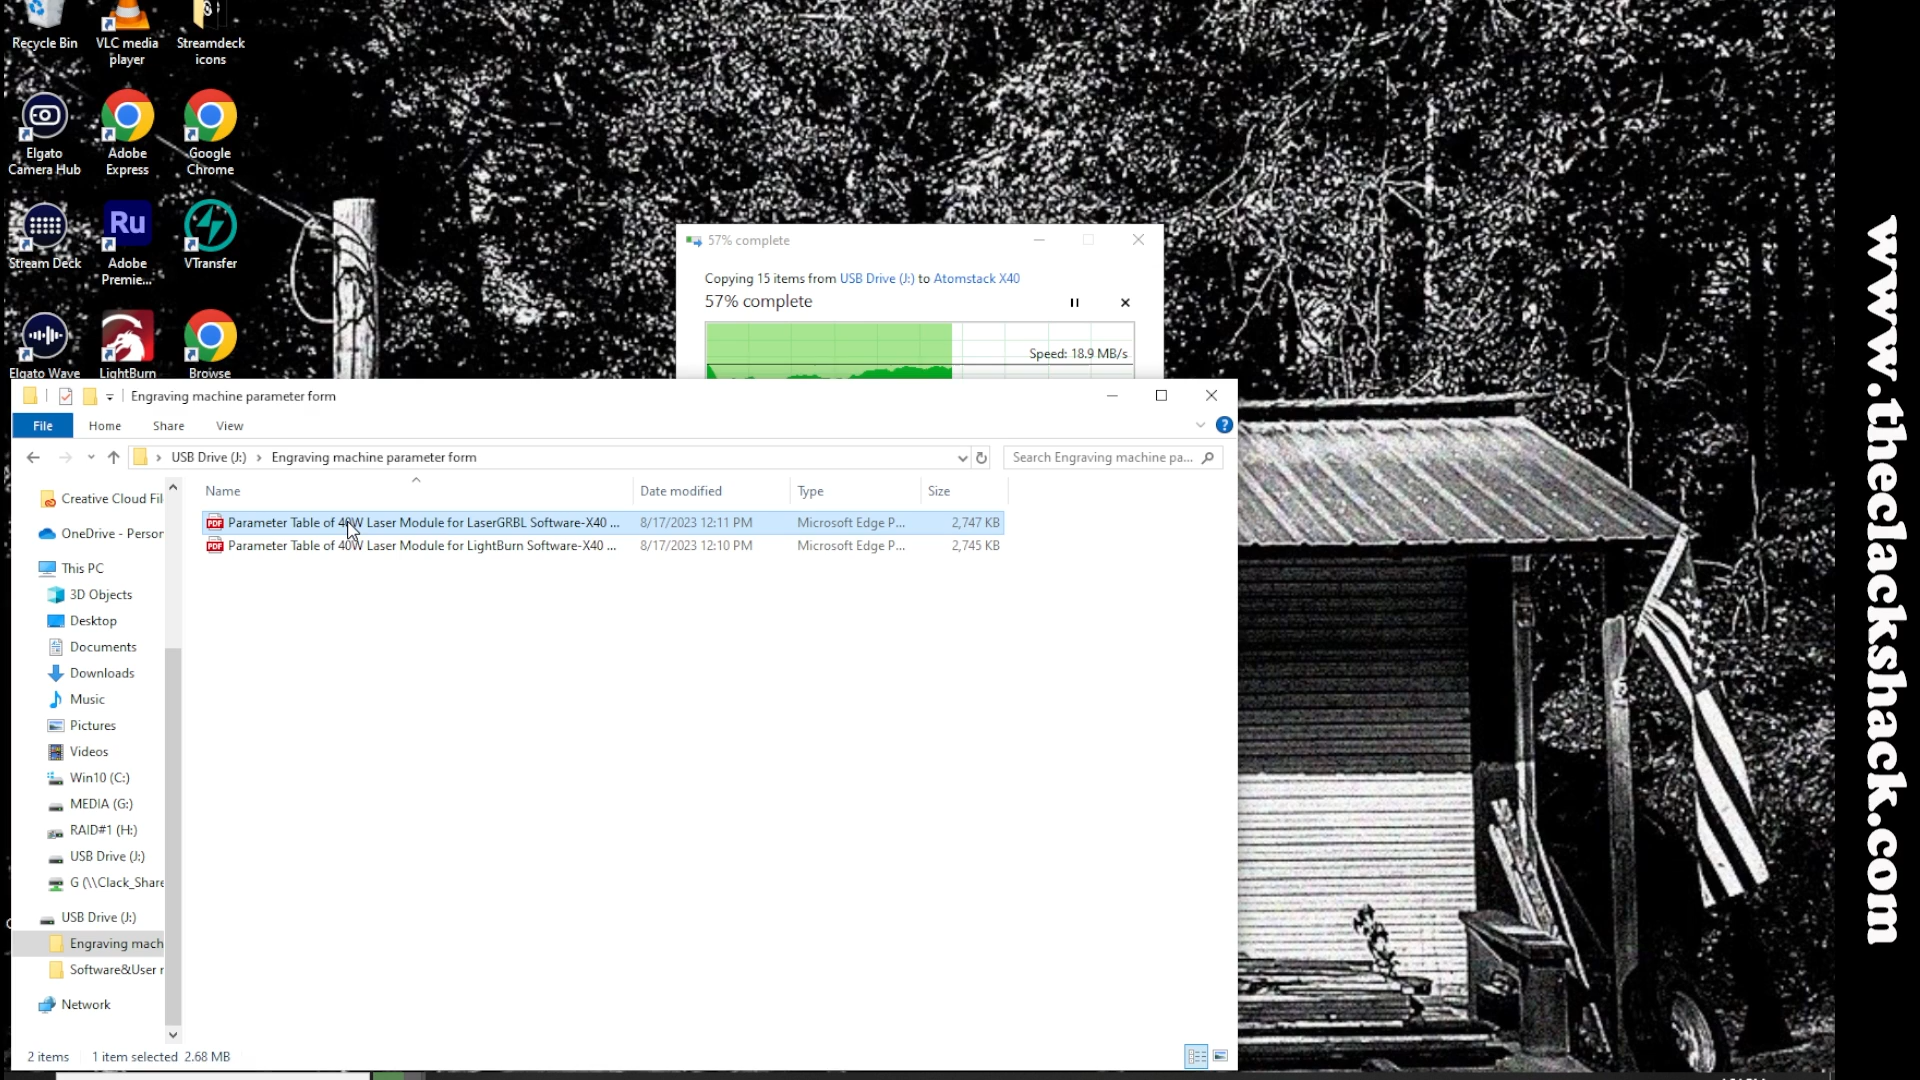 Recycle Bin
VLC media
player
Streamdeck
icons
Elgato
Camera Hub
Adobe
Express
Google
Chrome
Ru
Stream Deck
Adobe
Premie...
VTransfer
Elgato Wave
LightBurn
Browse
57% complete
Copying 15 items from USB Drive (J:) to Atomstack X40
57% complete
Speed: 18.9 MB/s
Engraving machine parameter form
File Home Share View
USB Drive (J:) > Engraving machine parameter form
Search Engraving machine pa...
Name Date modified Type Size
PDF Parameter Table of 40W Laser Module for LaserGRBL Software-X40 ... 8/17/2023 12:11 PM Microsoft Edge P... 2,747 KB
PDF Parameter Table of 40W Laser Module for LightBurn Software-X40 ... 8/17/2023 12:10 PM Microsoft Edge P... 2,745 KB
Creative Cloud Fil
OneDrive - Person
This PC
3D Objects
Desktop
Documents
Downloads
Music
Pictures
Videos
Win10 (C:)
MEDIA (G:)
RAID#1 (H:)
USB Drive (J:)
G (\\Clack_Share
USB Drive (J:)
Engraving mach
Software&User r
Network
2 items 1 item selected 2.68 MB
www.theclackshack.com